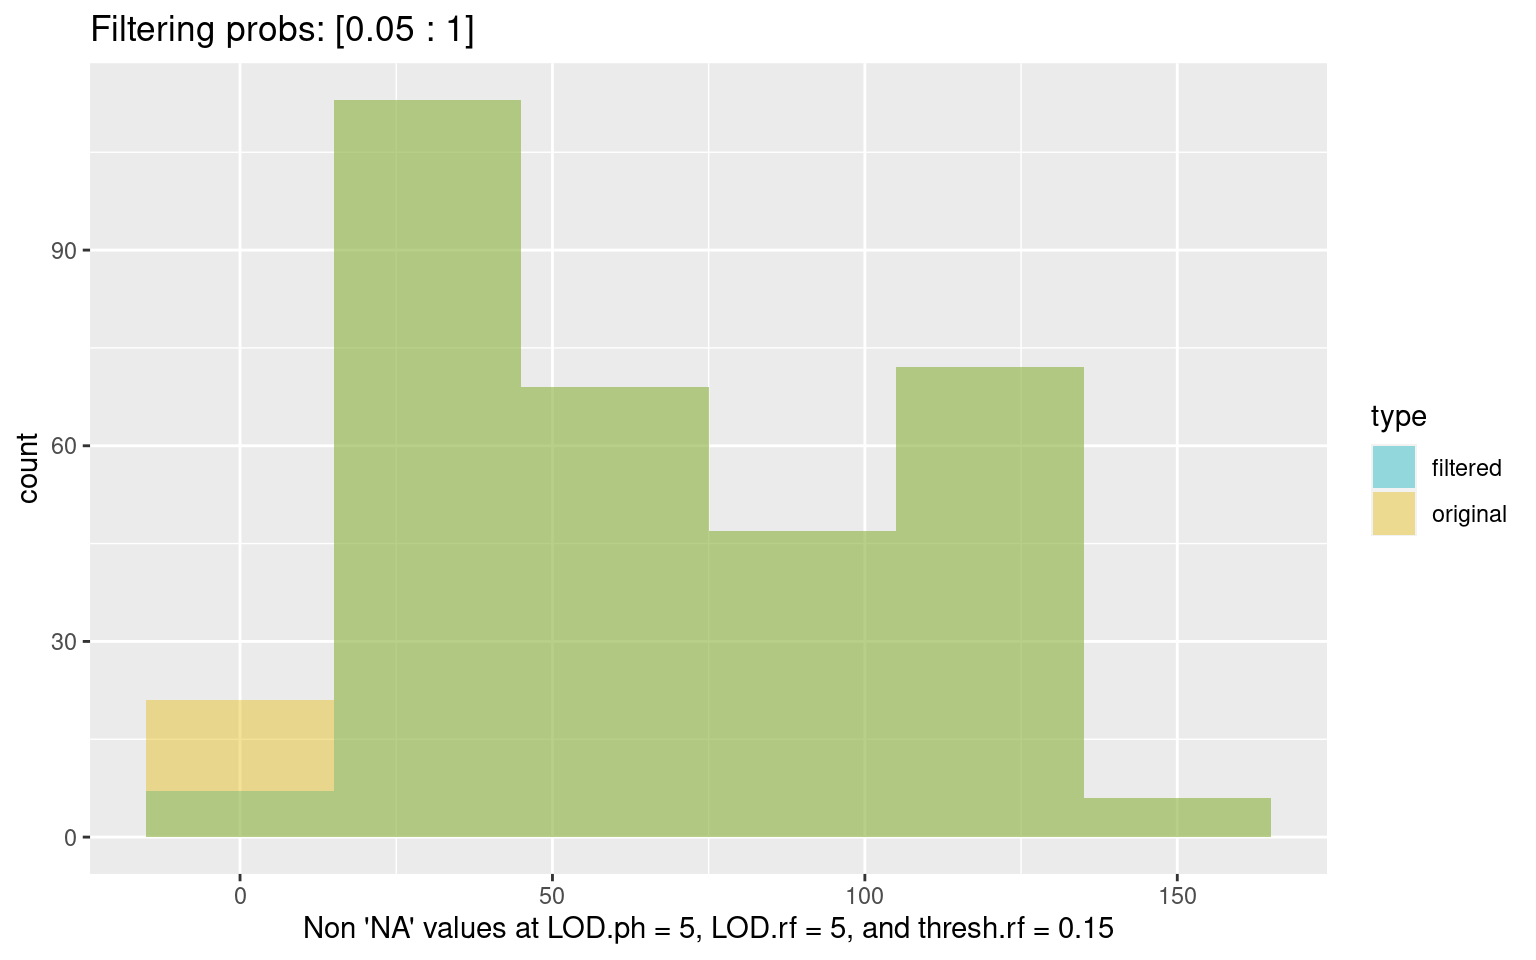 Filtering probs: [0.05 : 1]
90
60
30
0
count
0 50 100 150
Non 'NA' values at LOD.ph = 5, LOD.rf = 5, and thresh.rf = 0.15
type
filtered
original